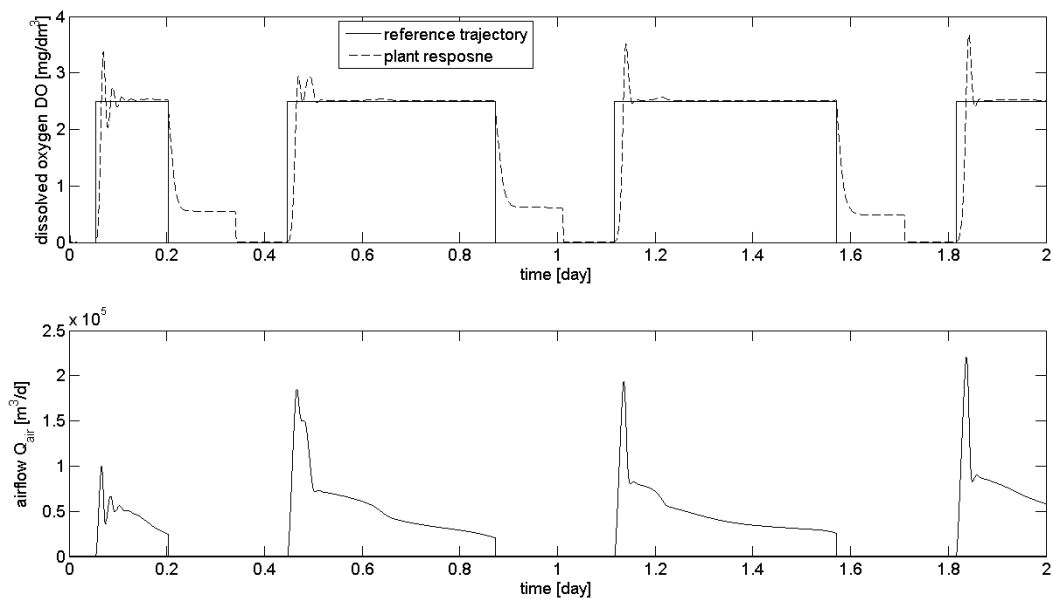 4
3
2
1
0
dissolved oxygen DO [mg/dm³]
reference trajectory
plant resposne
0 0.2 0.4 0.6 0.8 1 1.2 1.4 1.6 1.8 2
time [day]
x 10⁵
2.5
2
1.5
1
0.5
0
airflow Qair [m³/d]
0 0.2 0.4 0.6 0.8 1 1.2 1.4 1.6 1.8 2
time [day]